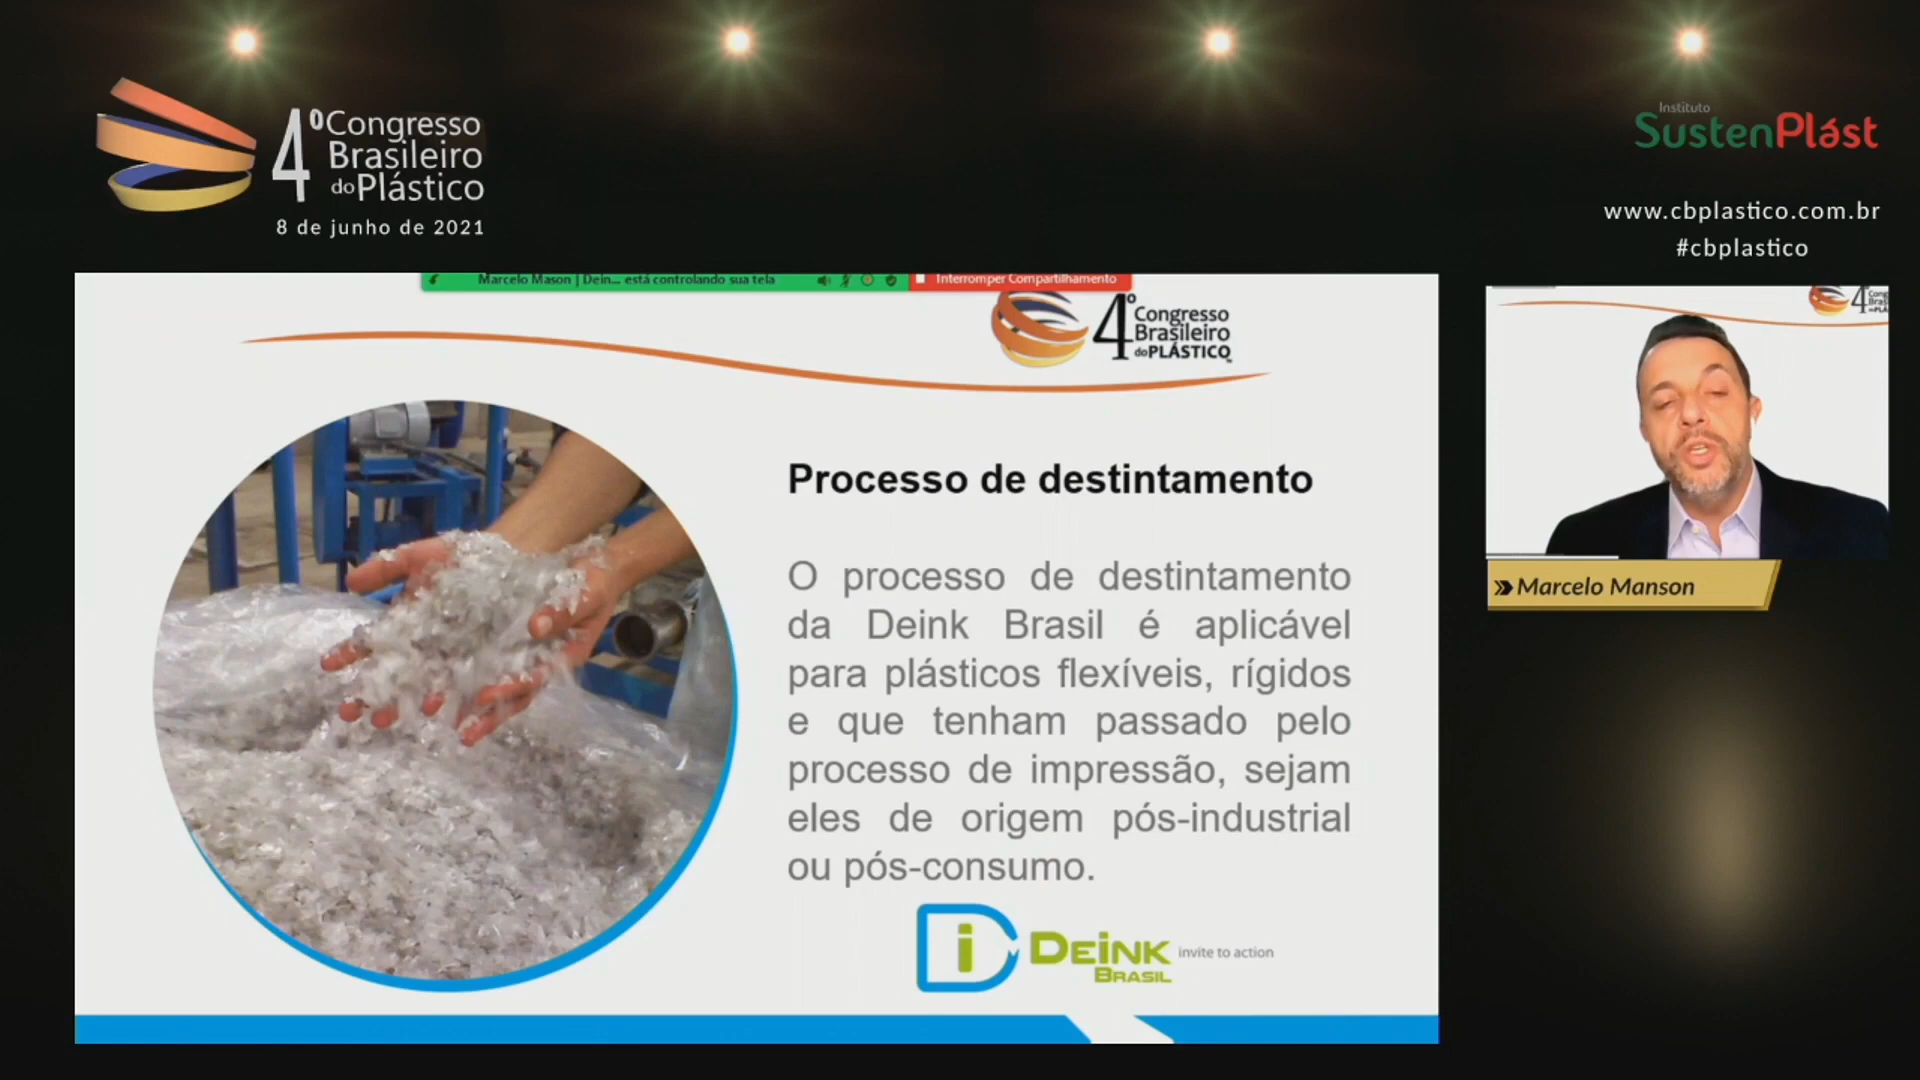 4º Congresso
Brasileiro
do Plástico
8 de junho de 2021
Instituto
SustenPlást
www.cbplastico.com.br
#cbplastico
Marcelo Mason | Dein... está controlando sua tela
Interromper Compartilhamento
4º Congresso
Brasileiro
do PLÁSTICO
Processo de destintamento
O processo de destintamento
da Deink Brasil é aplicável
para plásticos flexíveis, rígidos
e que tenham passado pelo
processo de impressão, sejam
eles de origem pós-industrial
ou pós-consumo.
Di DEiNK invite to action
BRASIL
Marcelo Manson